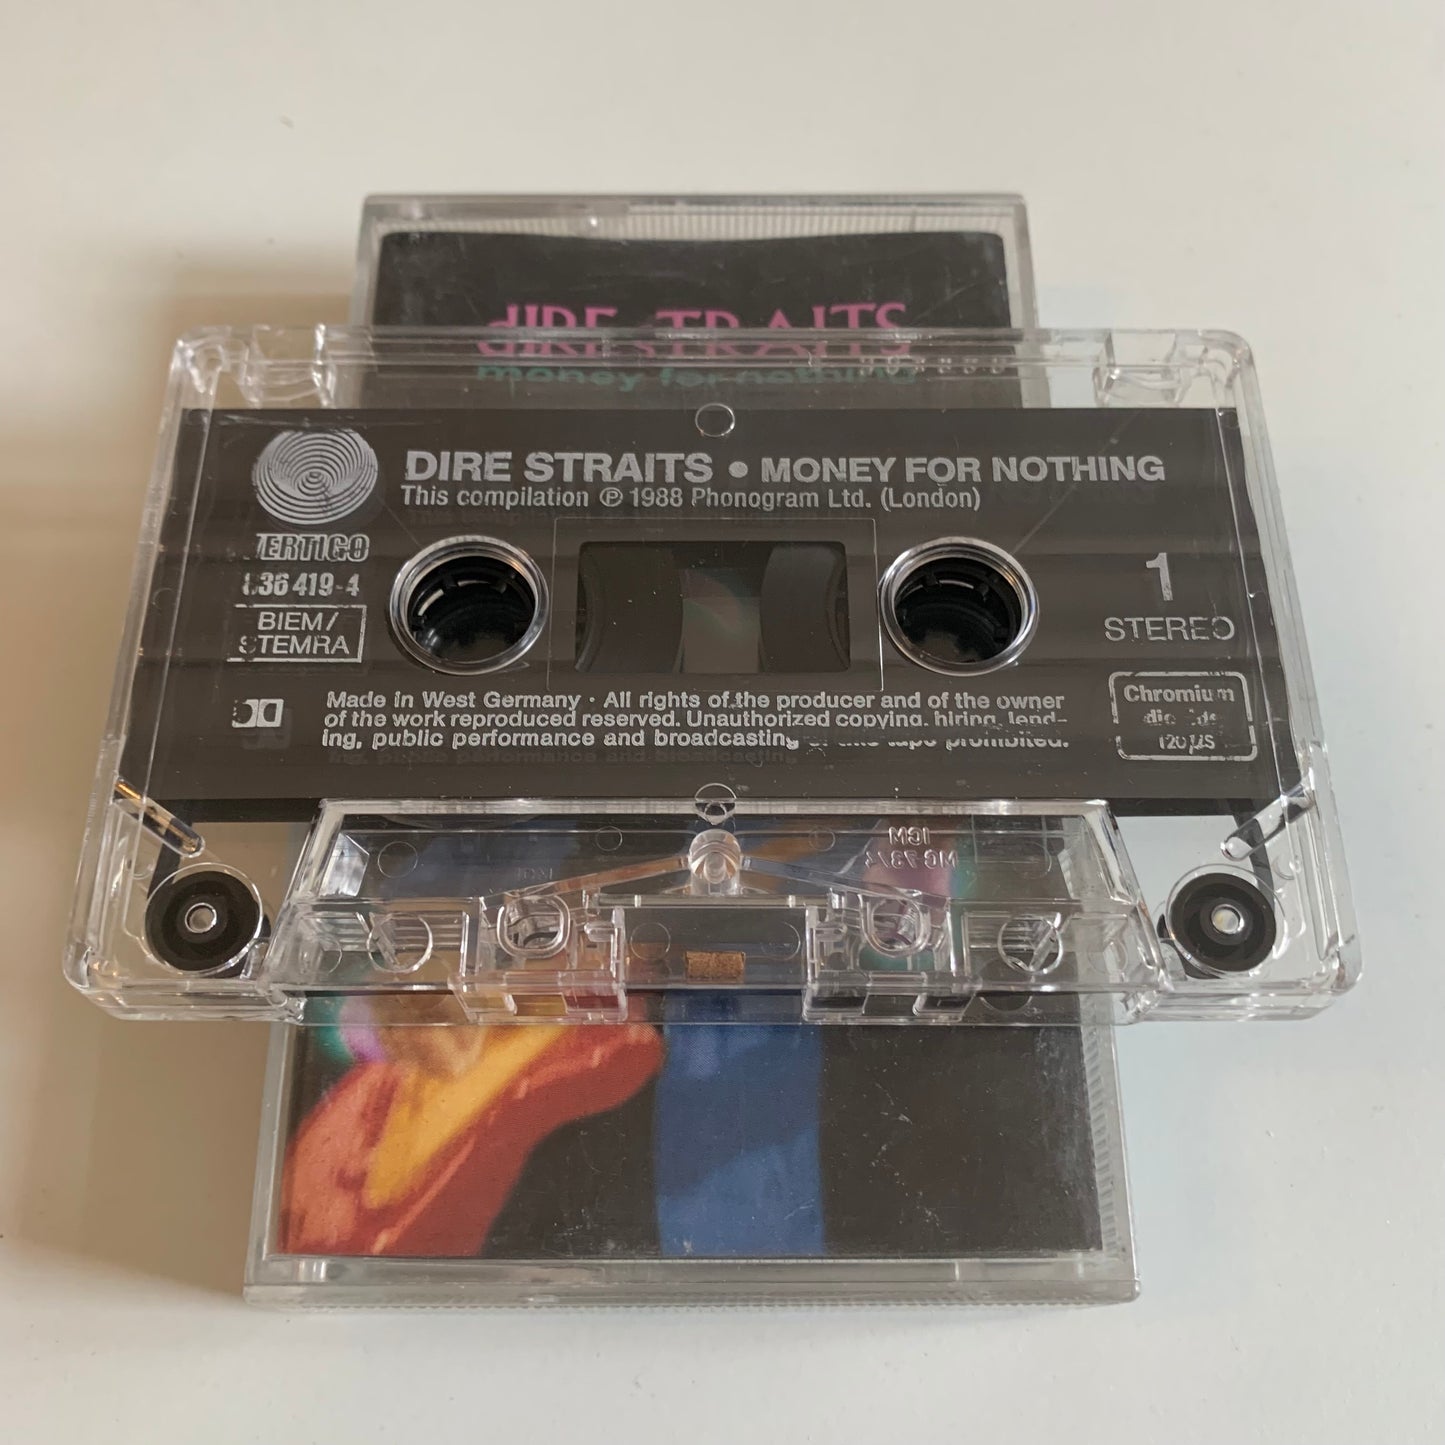 dIRE STRAITS
money for nothing
DIRE STRAITS • MONEY FOR NOTHING
This compilation ℗ 1988 Phonogram Ltd. (London)
VERTIGO
836 419-4
BIEM/
STEMRA
1
STEREO
Made in West Germany · All rights of the producer and of the owner
of the work reproduced reserved. Unauthorized copying, hiring, lend-
ing, public performance and broadcasting of this tape prohibited.
Chromium
dioxide
120 µS
ICM